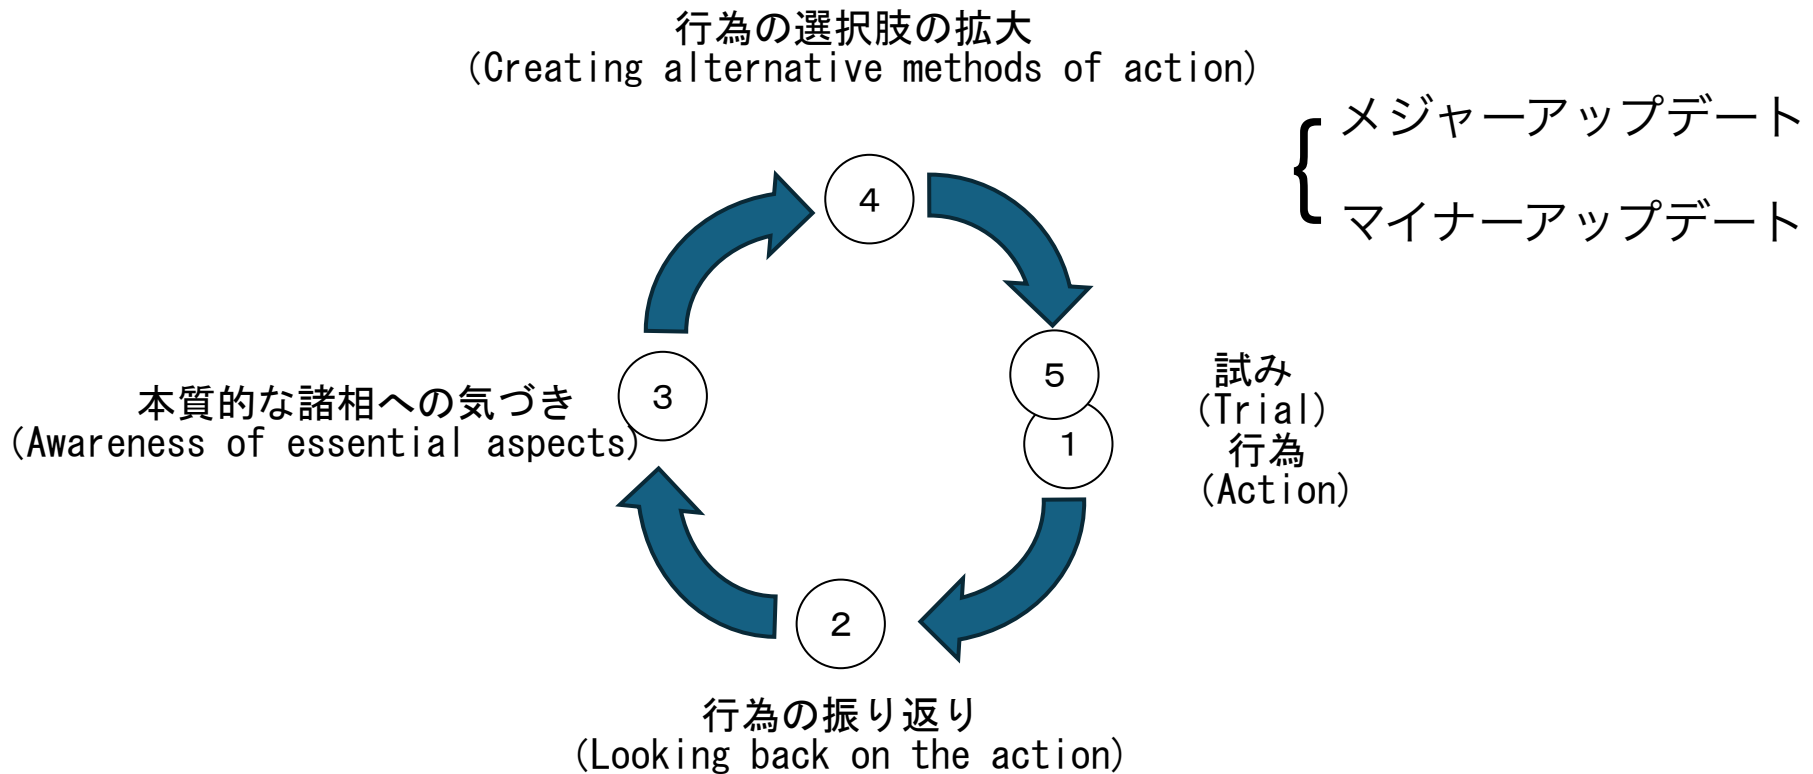 行為の選択肢の拡大
(Creating alternative methods of action)
メジャーアップデート
{
マイナーアップデート
4
5
試み
(Trial)
1
行為
(Action)
3
本質的な諸相への気づき
(Awareness of essential aspects)
2
行為の振り返り
(Looking back on the action)